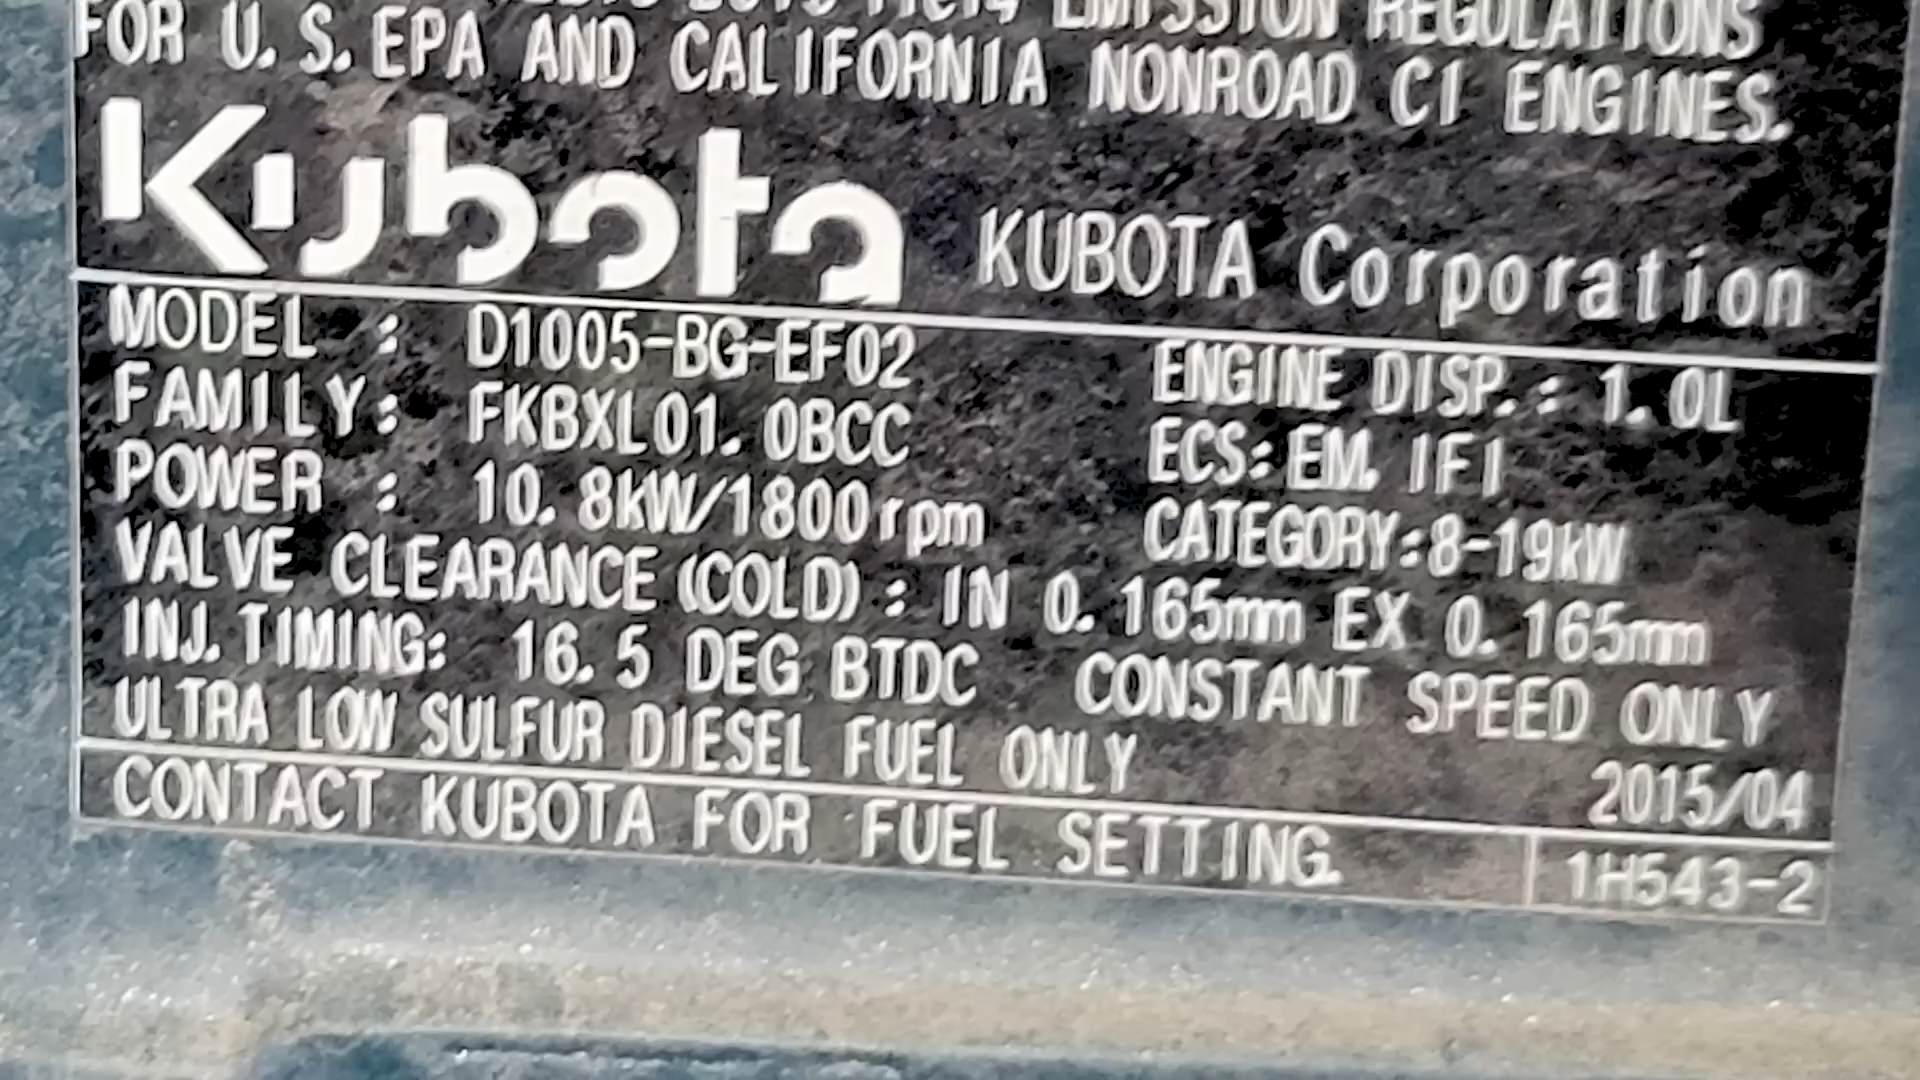 EMISSION REGULATIONS
FOR U.S. EPA AND CALIFORNIA NONROAD CI ENGINES.
Kubota KUBOTA Corporation
MODEL : D1005-BG-EF02 ENGINE DISP.: 1.0L
FAMILY: FKBXL01.0BCC ECS: EM, IFI
POWER : 10.8kW/1800rpm CATEGORY:8-19kW
VALVE CLEARANCE (COLD) : IN 0.165mm EX 0.165mm
INJ. TIMING: 16.5 DEG BTDC CONSTANT SPEED ONLY
ULTRA LOW SULFUR DIESEL FUEL ONLY 2015/04
CONTACT KUBOTA FOR FUEL SETTING. 1H543-2